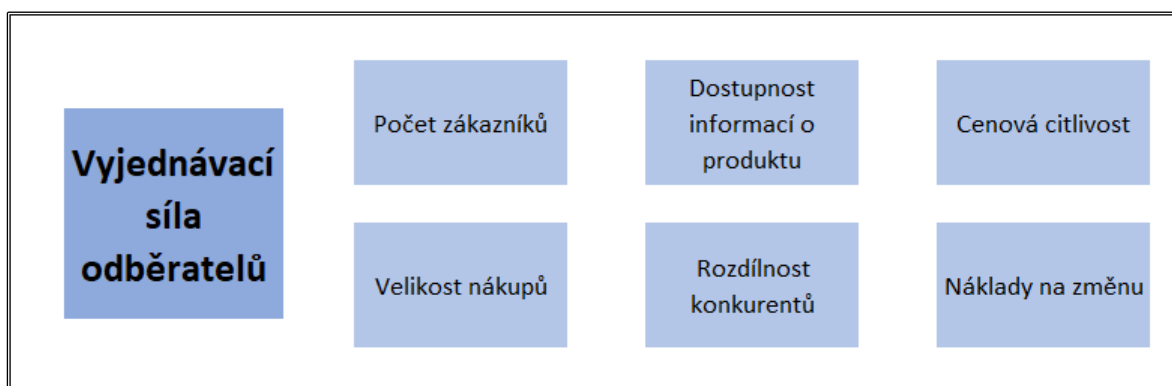 Vyjednávací
síla
odběratelů
Počet zákazníků
Dostupnost
informací o
produktu
Cenová citlivost
Velikost nákupů
Rozdílnost
konkurentů
Náklady na změnu